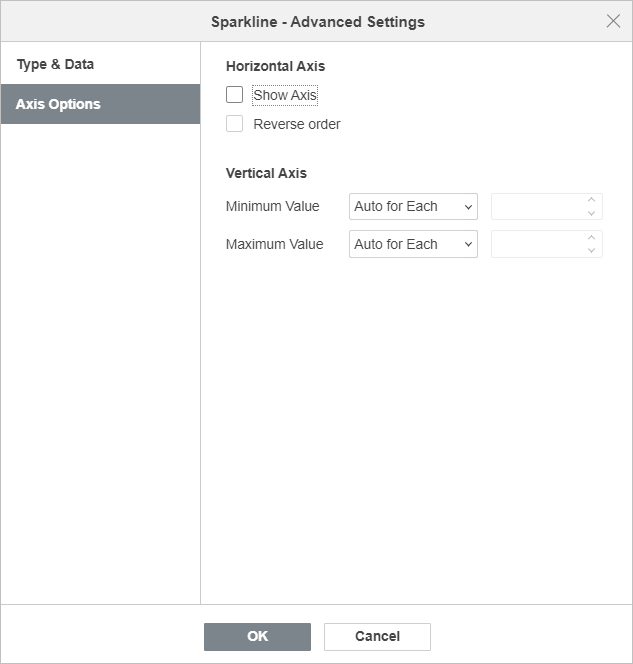 Sparkline - Advanced Settings
Type & Data
Axis Options
Horizontal Axis
Show Axis
Reverse order
Vertical Axis
Minimum Value Auto for Each
Maximum Value Auto for Each
OK Cancel